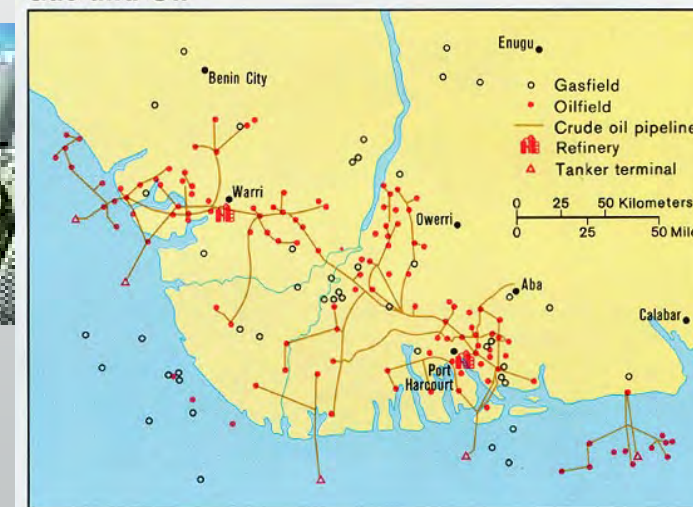 Enugu
Benin City
Gasfield
Oilfield
Crude oil pipeline
Refinery
Tanker terminal
Warri
0 25 50 Kilometers
0 25 50
Owerri
Aba
Calabar
Port
Harcourt